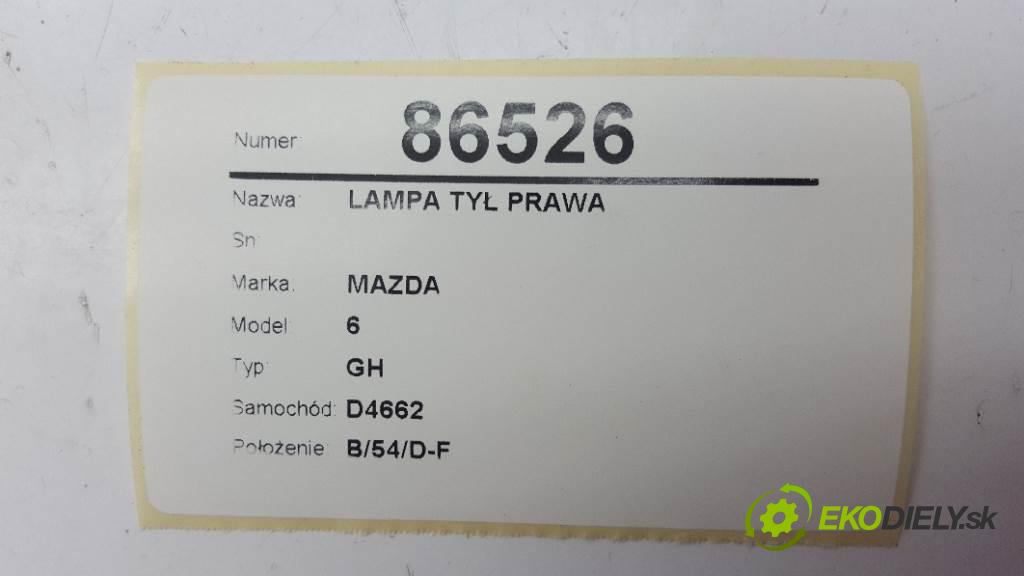 Numer: 86526
Nazwa: LAMPA TYŁ PRAWA
Sn:
Marka: MAZDA
Model: 6
Typ: GH
Samochód: D4662
Położenie: B/54/D-F
EKODIELY.sk